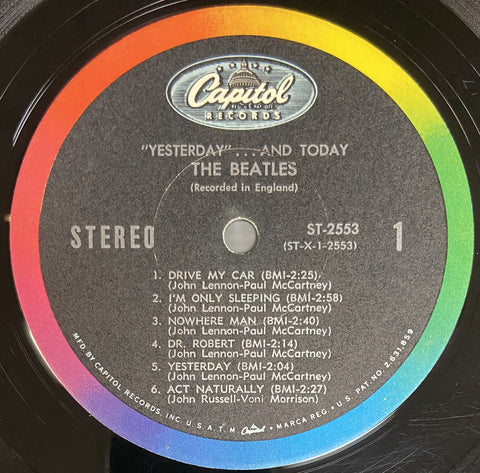 Capitol
RECORDS
"YESTERDAY"...AND TODAY
THE BEATLES
(Recorded in England)
STEREO
ST-2553
(ST-X-1-2553)
1
1. DRIVE MY CAR (BMI-2:25)
(John Lennon-Paul McCartney)
2. I'M ONLY SLEEPING (BMI-2:58)
(John Lennon-Paul McCartney)
3. NOWHERE MAN (BMI-2:40)
(John Lennon-Paul McCartney)
4. DR. ROBERT (BMI-2:14)
(John Lennon-Paul McCartney)
5. YESTERDAY (BMI-2:04)
(John Lennon-Paul McCartney)
6. ACT NATURALLY (BMI-2:27)
(John Russell-Voni Morrison)
MFD. BY CAPITOL RECORDS, INC. U.S.A. T.M. Capitol MARCA REG. • U.S. PAT. NO. 2,631,859